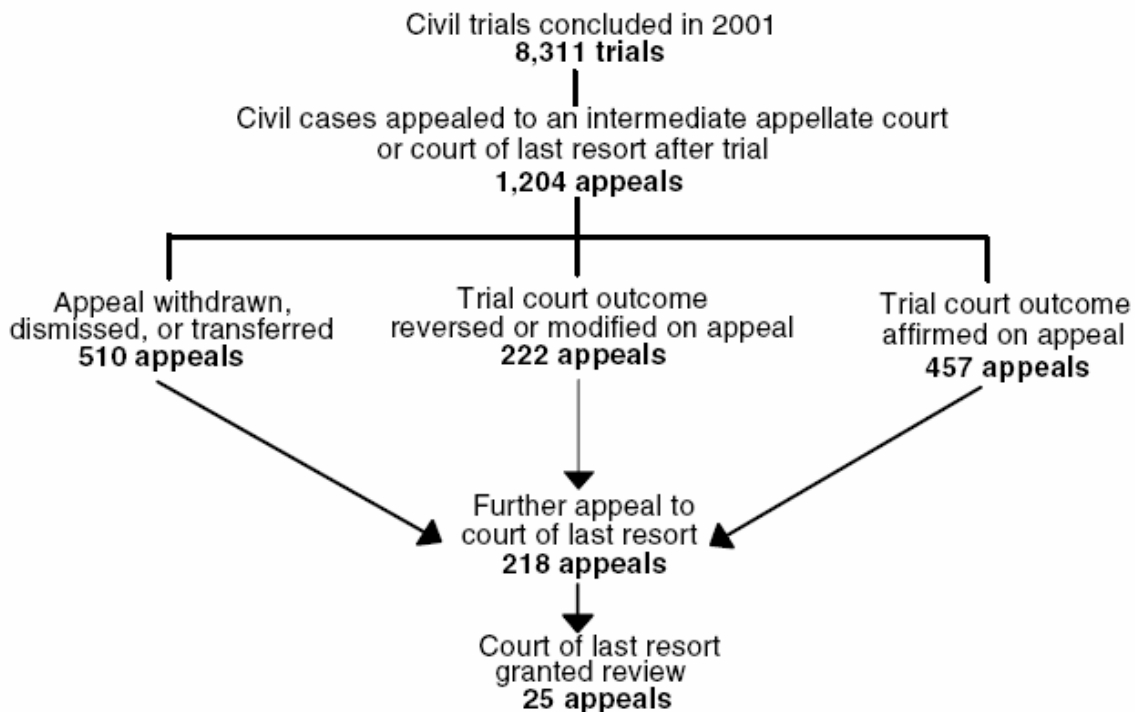 Civil trials concluded in 2001
8,311 trials
Civil cases appealed to an intermediate appellate court
or court of last resort after trial
1,204 appeals
Appeal withdrawn,
dismissed, or transferred
510 appeals
Trial court outcome
reversed or modified on appeal
222 appeals
Trial court outcome
affirmed on appeal
457 appeals
Further appeal to
court of last resort
218 appeals
Court of last resort
granted review
25 appeals